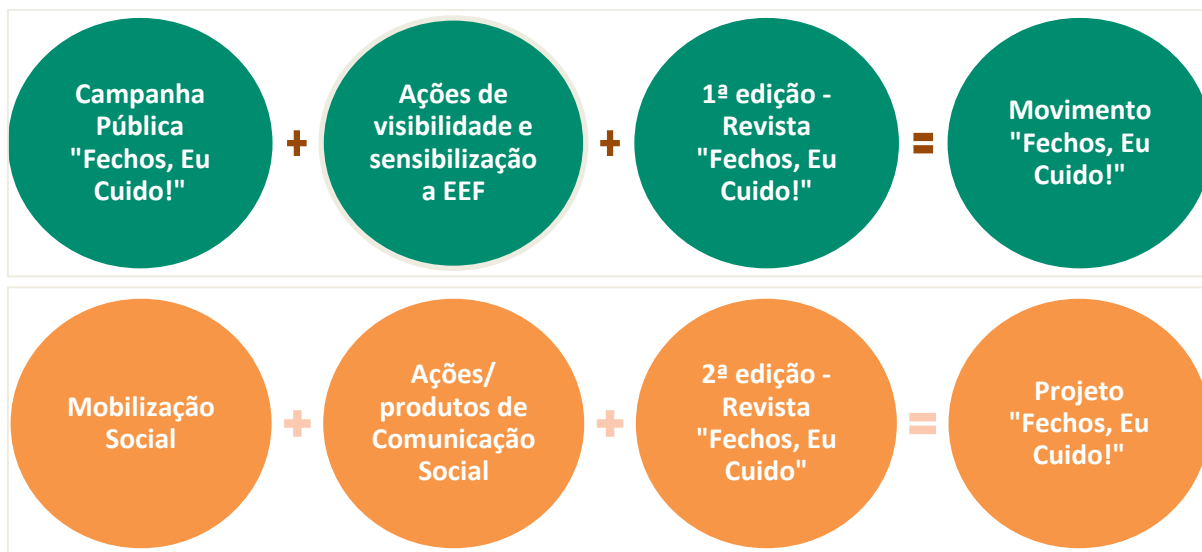 Campanha
Pública
"Fechos, Eu
Cuido!"
+
Ações de
visibilidade e
sensibilização
a EEF
+
1ª edição -
Revista
"Fechos, Eu
Cuido!"
=
Movimento
"Fechos, Eu
Cuido!"
Mobilização
Social
+
Ações/
produtos de
Comunicação
Social
+
2ª edição -
Revista
"Fechos, Eu
Cuido"
=
Projeto
"Fechos, Eu
Cuido!"